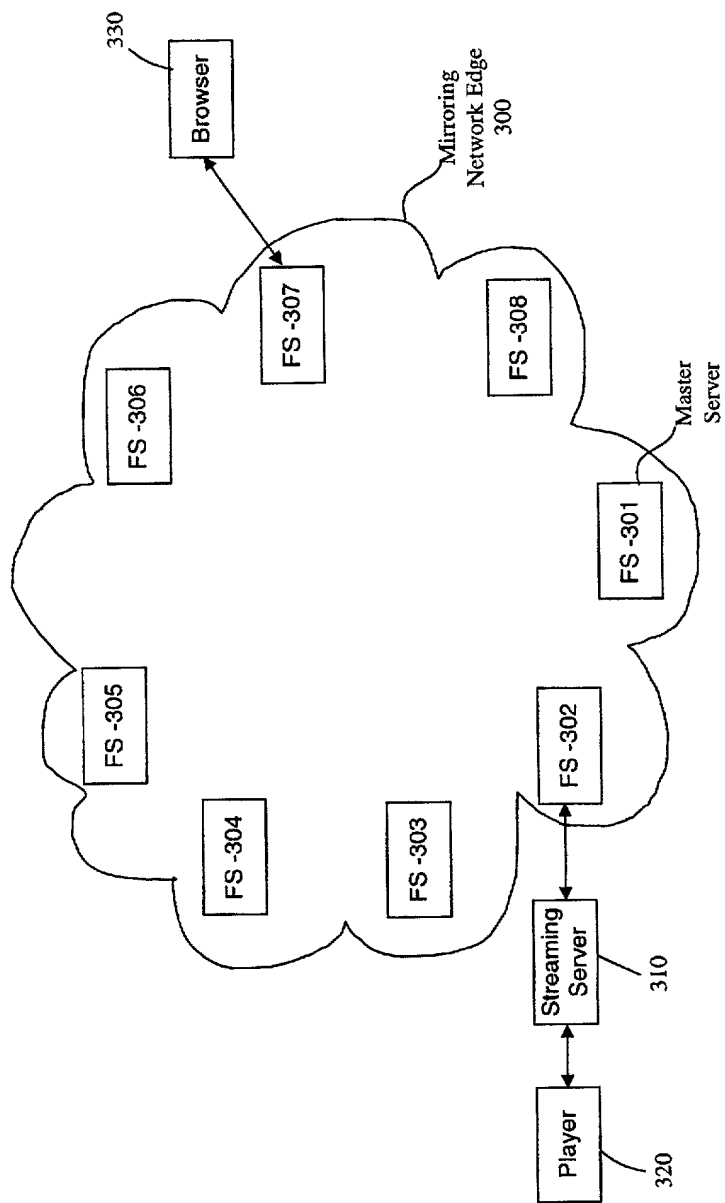 330
Browser
Mirroring
Network Edge
300
FS -307
FS -306
FS -308
Master
Server
FS -301
FS -305
FS -302
FS -304
FS -303
Streaming
Server
310
Player
320